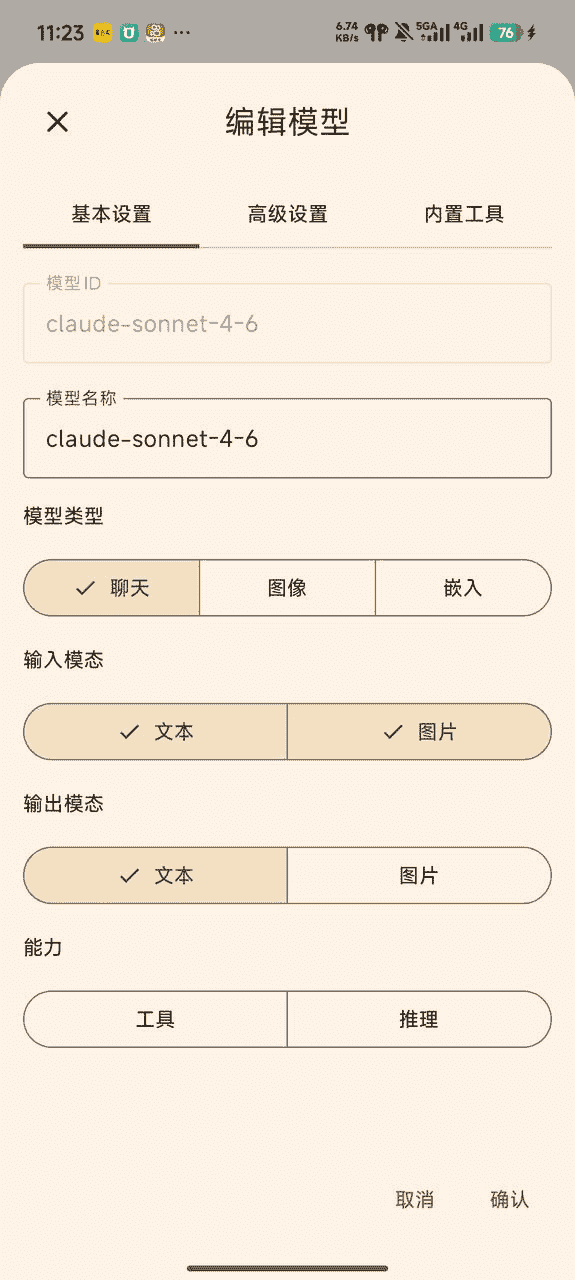 11:23 ··· 6.74 KB/s 5GA 4G 76
编辑模型
基本设置 高级设置 内置工具
模型ID
claude-sonnet-4-6
模型名称
claude-sonnet-4-6
模型类型
聊天 图像 嵌入
输入模态
文本 图片
输出模态
文本 图片
能力
工具 推理
取消 确认